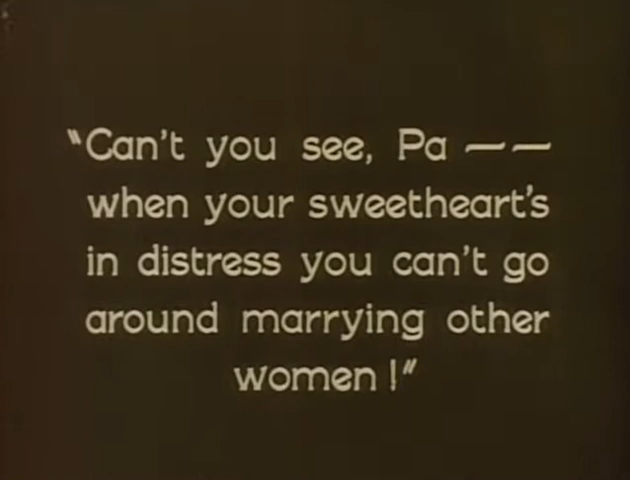 "Can't you see, Pa — —
when your sweetheart's
in distress you can't go
around marrying other
women!"